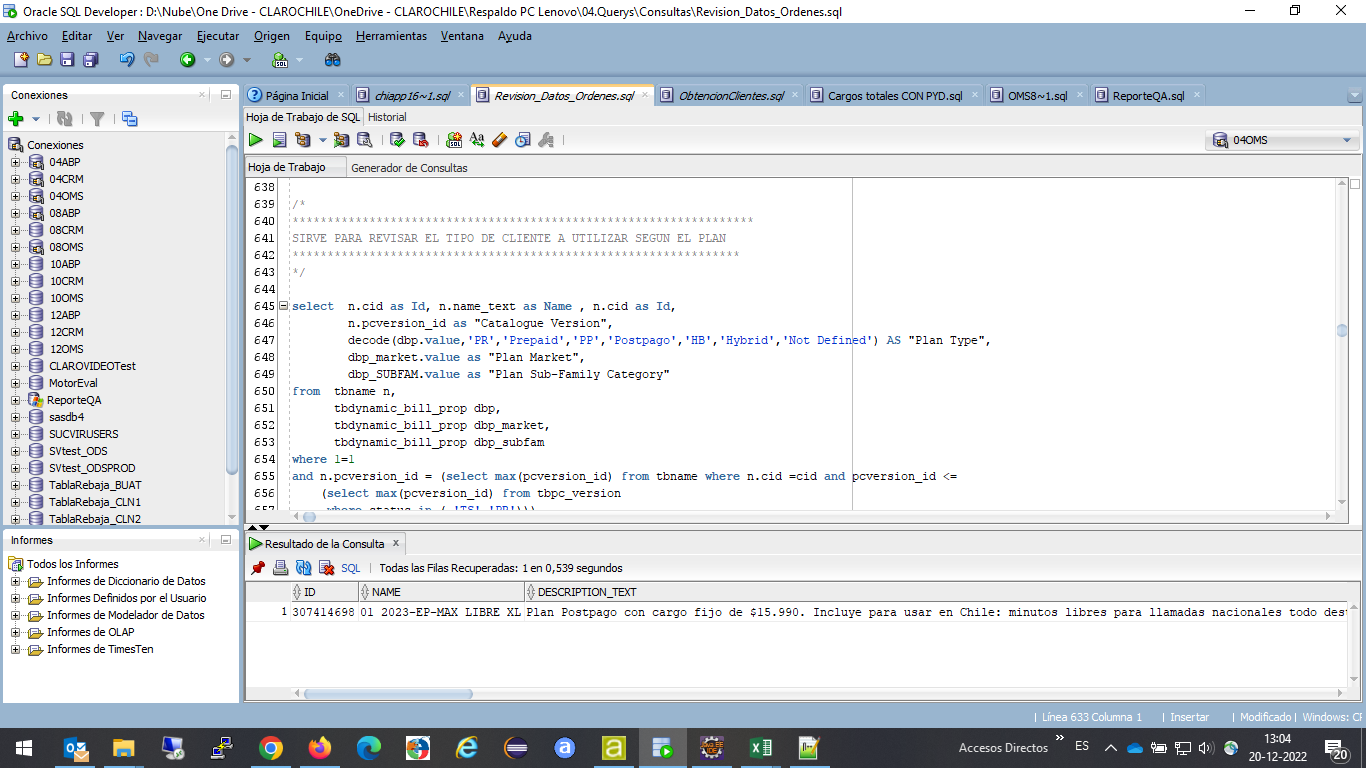 Oracle SQL Developer : D:\Nube\One Drive - CLAROCHILE\OneDrive - CLAROCHILE\Respaldo PC Lenovo\04.Querys\Consultas\Revision_Datos_Ordenes.sql
Archivo Editar Ver Navegar Ejecutar Origen Equipo Herramientas Ventana Ayuda
Conexiones
Conexiones
04ABP
04CRM
04OMS
08ABP
08CRM
08OMS
10ABP
10CRM
10OMS
12ABP
12CRM
12OMS
CLAROVIDEOTest
MotorEval
ReporteQA
sasdb4
SUCVIRUSERS
SVtest_ODS
SVtest_ODSPROD
TablaRebaja_BUAT
TablaRebaja_CLN1
TablaRebaja_CLN2
Informes
Todos los Informes
Informes de Diccionario de Datos
Informes Definidos por el Usuario
Informes de Modelador de Datos
Informes de OLAP
Informes de TimesTen
Página Inicial chiapp16~1.sql Revision_Datos_Ordenes.sql ObtencionClientes.sql Cargos totales CON PYD.sql OMS8~1.sql ReporteQA.sql
Hoja de Trabajo de SQL Historial
04OMS
Hoja de Trabajo Generador de Consultas
638
639 /*
640 ******************************************************************
641 SIRVE PARA REVISAR EL TIPO DE CLIENTE A UTILIZAR SEGUN EL PLAN
642 ****************************************************************
643 */
644
645 select n.cid as Id, n.name_text as Name , n.cid as Id,
646 n.pcversion_id as "Catalogue Version",
647 decode(dbp.value,'PR','Prepaid','PP','Postpago','HB','Hybrid','Not Defined') AS "Plan Type",
648 dbp_market.value as "Plan Market",
649 dbp_SUBFAM.value as "Plan Sub-Family Category"
650 from tbname n,
651 tbdynamic_bill_prop dbp,
652 tbdynamic_bill_prop dbp_market,
653 tbdynamic_bill_prop dbp_subfam
654 where 1=1
655 and n.pcversion_id = (select max(pcversion_id) from tbname where n.cid =cid and pcversion_id <=
656 (select max(pcversion_id) from tbpc_version
657 where status in (
Resultado de la Consulta x
SQL | Todas las Filas Recuperadas: 1 en 0,539 segundos
ID NAME DESCRIPTION_TEXT
1 307414698 01 2023-EP-MAX LIBRE XL Plan Postpago con cargo fijo de $15.990. Incluye para usar en Chile: minutos libres para llamadas nacionales todo dest
| Línea 633 Columna 1 | Insertar | Modificado | Windows: CF
Accesos Directos » ES 13:04
20-12-2022
20